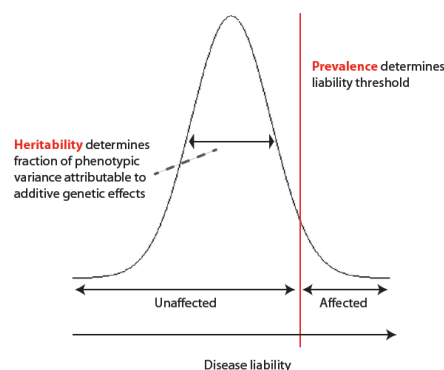 Prevalence determines
liability threshold
Heritability determines
fraction of phenotypic
variance attributable to
additive genetic effects
Unaffected
Affected
Disease liability